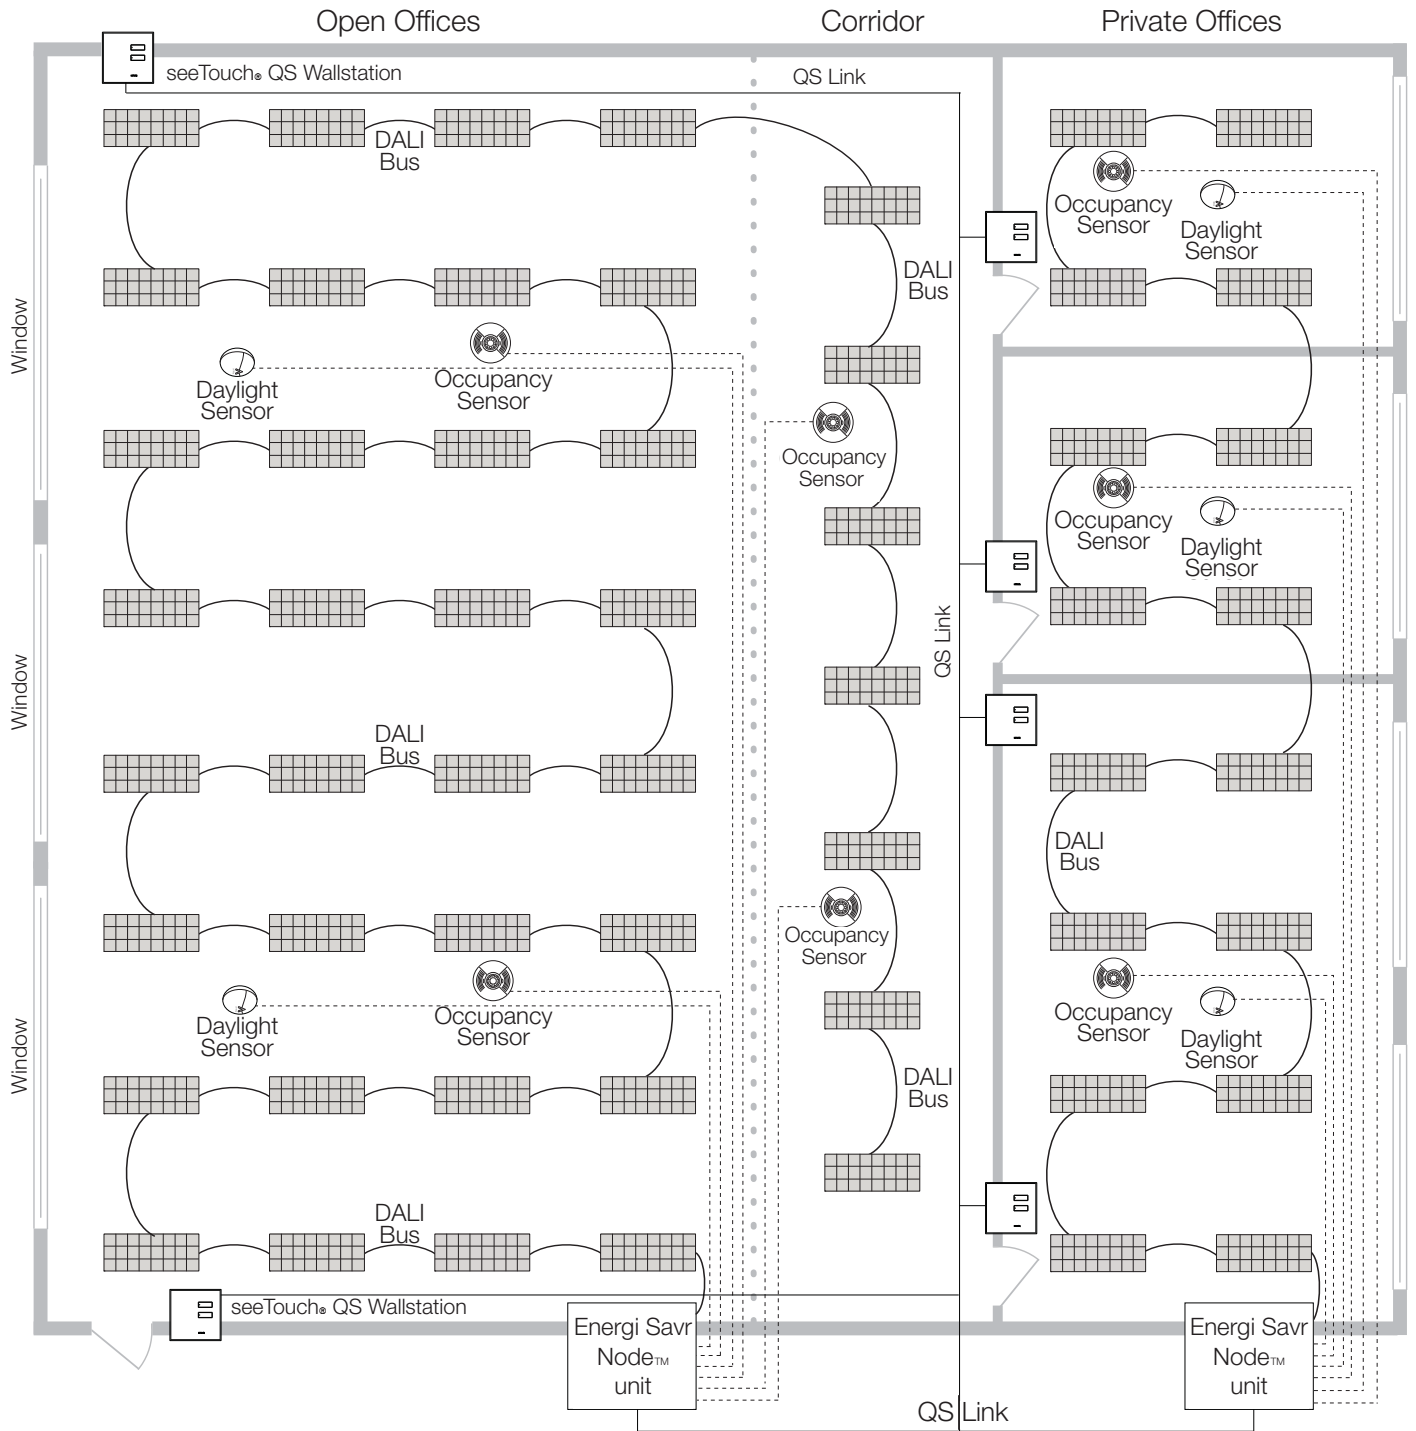 Open Offices
Corridor
Private Offices
seeTouch® QS Wallstation
QS Link
DALI
Bus
Occupancy
Sensor
Daylight
Sensor
DALI
Bus
Window
Daylight
Sensor
Occupancy
Sensor
Occupancy
Sensor
Occupancy
Sensor
Daylight
Sensor
QS Link
Window
DALI
Bus
DALI
Bus
Occupancy
Sensor
Window
Daylight
Sensor
Occupancy
Sensor
Occupancy
Sensor
Daylight
Sensor
DALI
Bus
DALI
Bus
seeTouch® QS Wallstation
Energi Savr
Node™
unit
Energi Savr
Node™
unit
QS Link